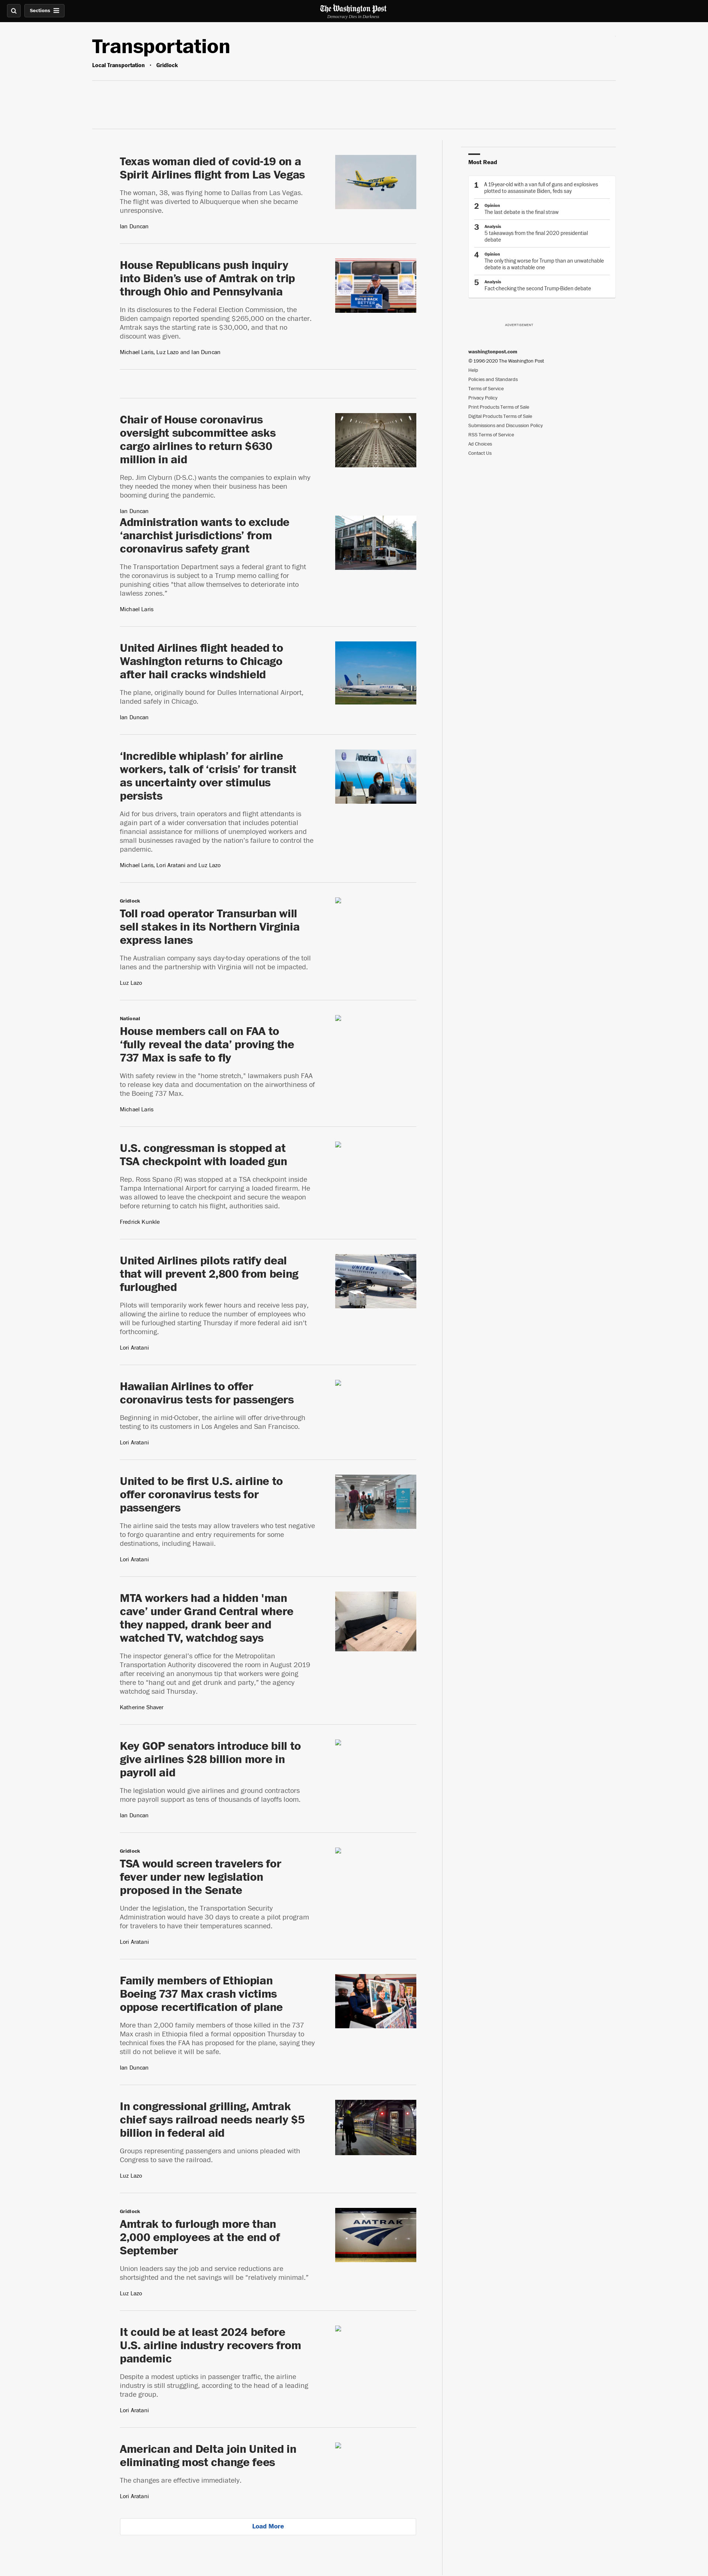 Sections
The Washington Post
Democracy Dies in Darkness
Transportation
Local Transportation • Gridlock
Texas woman died of covid-19 on a
Spirit Airlines flight from Las Vegas
The woman, 38, was flying home to Dallas from Las Vegas.
The flight was diverted to Albuquerque when she became
unresponsive.
Ian Duncan
House Republicans push inquiry
into Biden’s use of Amtrak on trip
through Ohio and Pennsylvania
In its disclosures to the Federal Election Commission, the
Biden campaign reported spending $265,000 on the charter.
Amtrak says the starting rate is $30,000, and that no
discount was given.
Michael Laris, Luz Lazo and Ian Duncan
Chair of House coronavirus
oversight subcommittee asks
cargo airlines to return $630
million in aid
Rep. Jim Clyburn (D-S.C.) wants the companies to explain why
they needed the money when their business has been
booming during the pandemic.
Ian Duncan
Administration wants to exclude
‘anarchist jurisdictions’ from
coronavirus safety grant
The Transportation Department says a federal grant to fight
the coronavirus is subject to a Trump memo calling for
punishing cities "that allow themselves to deteriorate into
lawless zones."
Michael Laris
United Airlines flight headed to
Washington returns to Chicago
after hail cracks windshield
The plane, originally bound for Dulles International Airport,
landed safely in Chicago.
Ian Duncan
‘Incredible whiplash’ for airline
workers, talk of ‘crisis’ for transit
as uncertainty over stimulus
persists
Aid for bus drivers, train operators and flight attendants is
again part of a wider conversation that includes potential
financial assistance for millions of unemployed workers and
small businesses ravaged by the nation’s failure to control the
pandemic.
Michael Laris, Lori Aratani and Luz Lazo
Gridlock
Toll road operator Transurban will
sell stakes in its Northern Virginia
express lanes
The Australian company says day-to-day operations of the toll
lanes and the partnership with Virginia will not be impacted.
Luz Lazo
National
House members call on FAA to
‘fully reveal the data’ proving the
737 Max is safe to fly
With safety review in the "home stretch," lawmakers push FAA
to release key data and documentation on the airworthiness of
the Boeing 737 Max.
Michael Laris
U.S. congressman is stopped at
TSA checkpoint with loaded gun
Rep. Ross Spano (R) was stopped at a TSA checkpoint inside
Tampa International Airport for carrying a loaded firearm. He
was allowed to leave the checkpoint and secure the weapon
before returning to catch his flight, authorities said.
Fredrick Kunkle
United Airlines pilots ratify deal
that will prevent 2,800 from being
furloughed
Pilots will temporarily work fewer hours and receive less pay,
allowing the airline to reduce the number of employees who
will be furloughed starting Thursday if more federal aid isn’t
forthcoming.
Lori Aratani
Hawaiian Airlines to offer
coronavirus tests for passengers
Beginning in mid-October, the airline will offer drive-through
testing to its customers in Los Angeles and San Francisco.
Lori Aratani
United to be first U.S. airline to
offer coronavirus tests for
passengers
The airline said the tests may allow travelers who test negative
to forgo quarantine and entry requirements for some
destinations, including Hawaii.
Lori Aratani
MTA workers had a hidden 'man
cave’ under Grand Central where
they napped, drank beer and
watched TV, watchdog says
The inspector general’s office for the Metropolitan
Transportation Authority discovered the room in August 2019
after receiving an anonymous tip that workers were going
there to "hang out and get drunk and party," the agency
watchdog said Thursday.
Katherine Shaver
Key GOP senators introduce bill to
give airlines $28 billion more in
payroll aid
The legislation would give airlines and ground contractors
more payroll support as tens of thousands of layoffs loom.
Ian Duncan
Gridlock
TSA would screen travelers for
fever under new legislation
proposed in the Senate
Under the legislation, the Transportation Security
Administration would have 30 days to create a pilot program
for travelers to have their temperatures scanned.
Lori Aratani
Family members of Ethiopian
Boeing 737 Max crash victims
oppose recertification of plane
More than 2,000 family members of those killed in the 737
Max crash in Ethiopia filed a formal opposition Thursday to
technical fixes the FAA has proposed for the plane, saying they
still do not believe it will be safe.
Ian Duncan
In congressional grilling, Amtrak
chief says railroad needs nearly $5
billion in federal aid
Groups representing passengers and unions pleaded with
Congress to save the railroad.
Luz Lazo
Gridlock
Amtrak to furlough more than
2,000 employees at the end of
September
Union leaders say the job and service reductions are
shortsighted and the net savings will be "relatively minimal."
Luz Lazo
AMTRAK
It could be at least 2024 before
U.S. airline industry recovers from
pandemic
Despite a modest upticks in passenger traffic, the airline
industry is still struggling, according to the head of a leading
trade group.
Lori Aratani
American and Delta join United in
eliminating most change fees
The changes are effective immediately.
Lori Aratani
Load More
Most Read
1 A 19-year-old with a van full of guns and explosives
plotted to assassinate Biden, feds say
2 Opinion
The last debate is the final straw
3 Analysis
5 takeaways from the final 2020 presidential
debate
4 Opinion
The only thing worse for Trump than an unwatchable
debate is a watchable one
5 Analysis
Fact-checking the second Trump-Biden debate
ADVERTISEMENT
washingtonpost.com
© 1996-2020 The Washington Post
Help
Policies and Standards
Terms of Service
Privacy Policy
Print Products Terms of Sale
Digital Products Terms of Sale
Submissions and Discussion Policy
RSS Terms of Service
Ad Choices
Contact Us